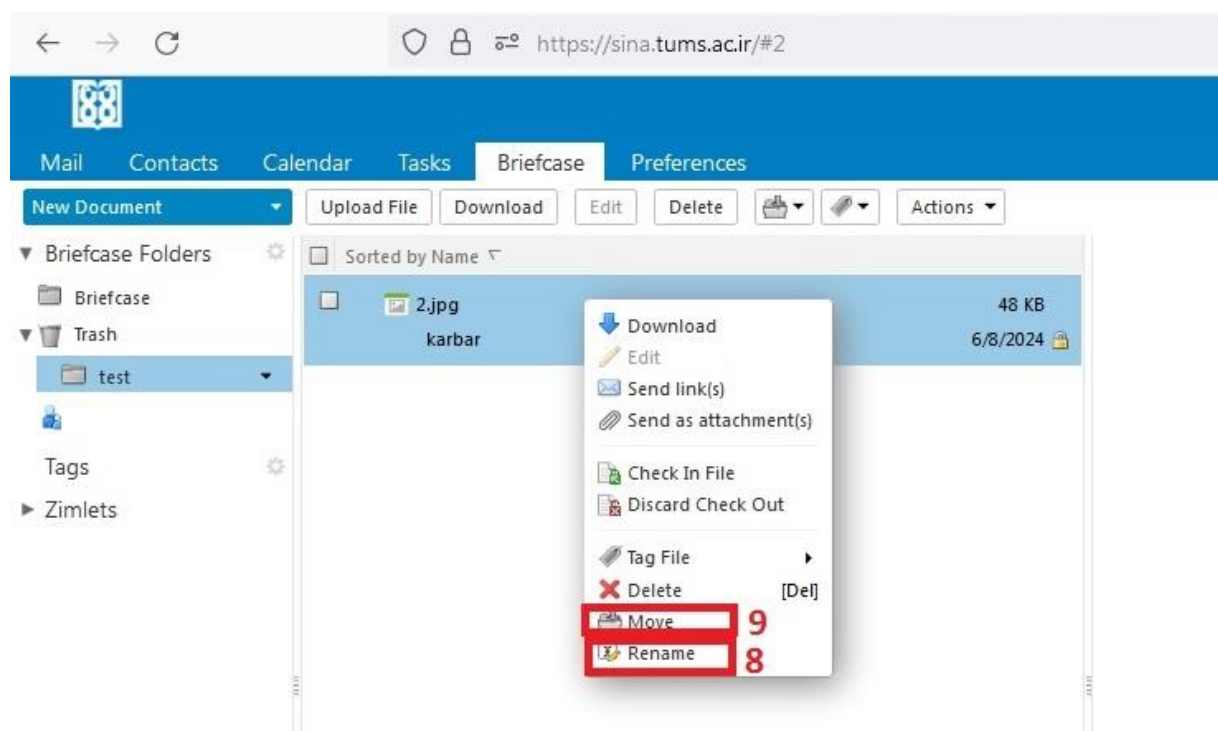 https://sina.tums.ac.ir/#2
Mail Contacts Calendar Tasks Briefcase Preferences
New Document Upload File Download Edit Delete Actions
Briefcase Folders
Sorted by Name
Briefcase
2.jpg 48 KB
Trash
karbar 6/8/2024
test
Tags
Zimlets
Download
Edit
Send link(s)
Send as attachment(s)
Check In File
Discard Check Out
Tag File
Delete [Del]
Move 9
Rename 8